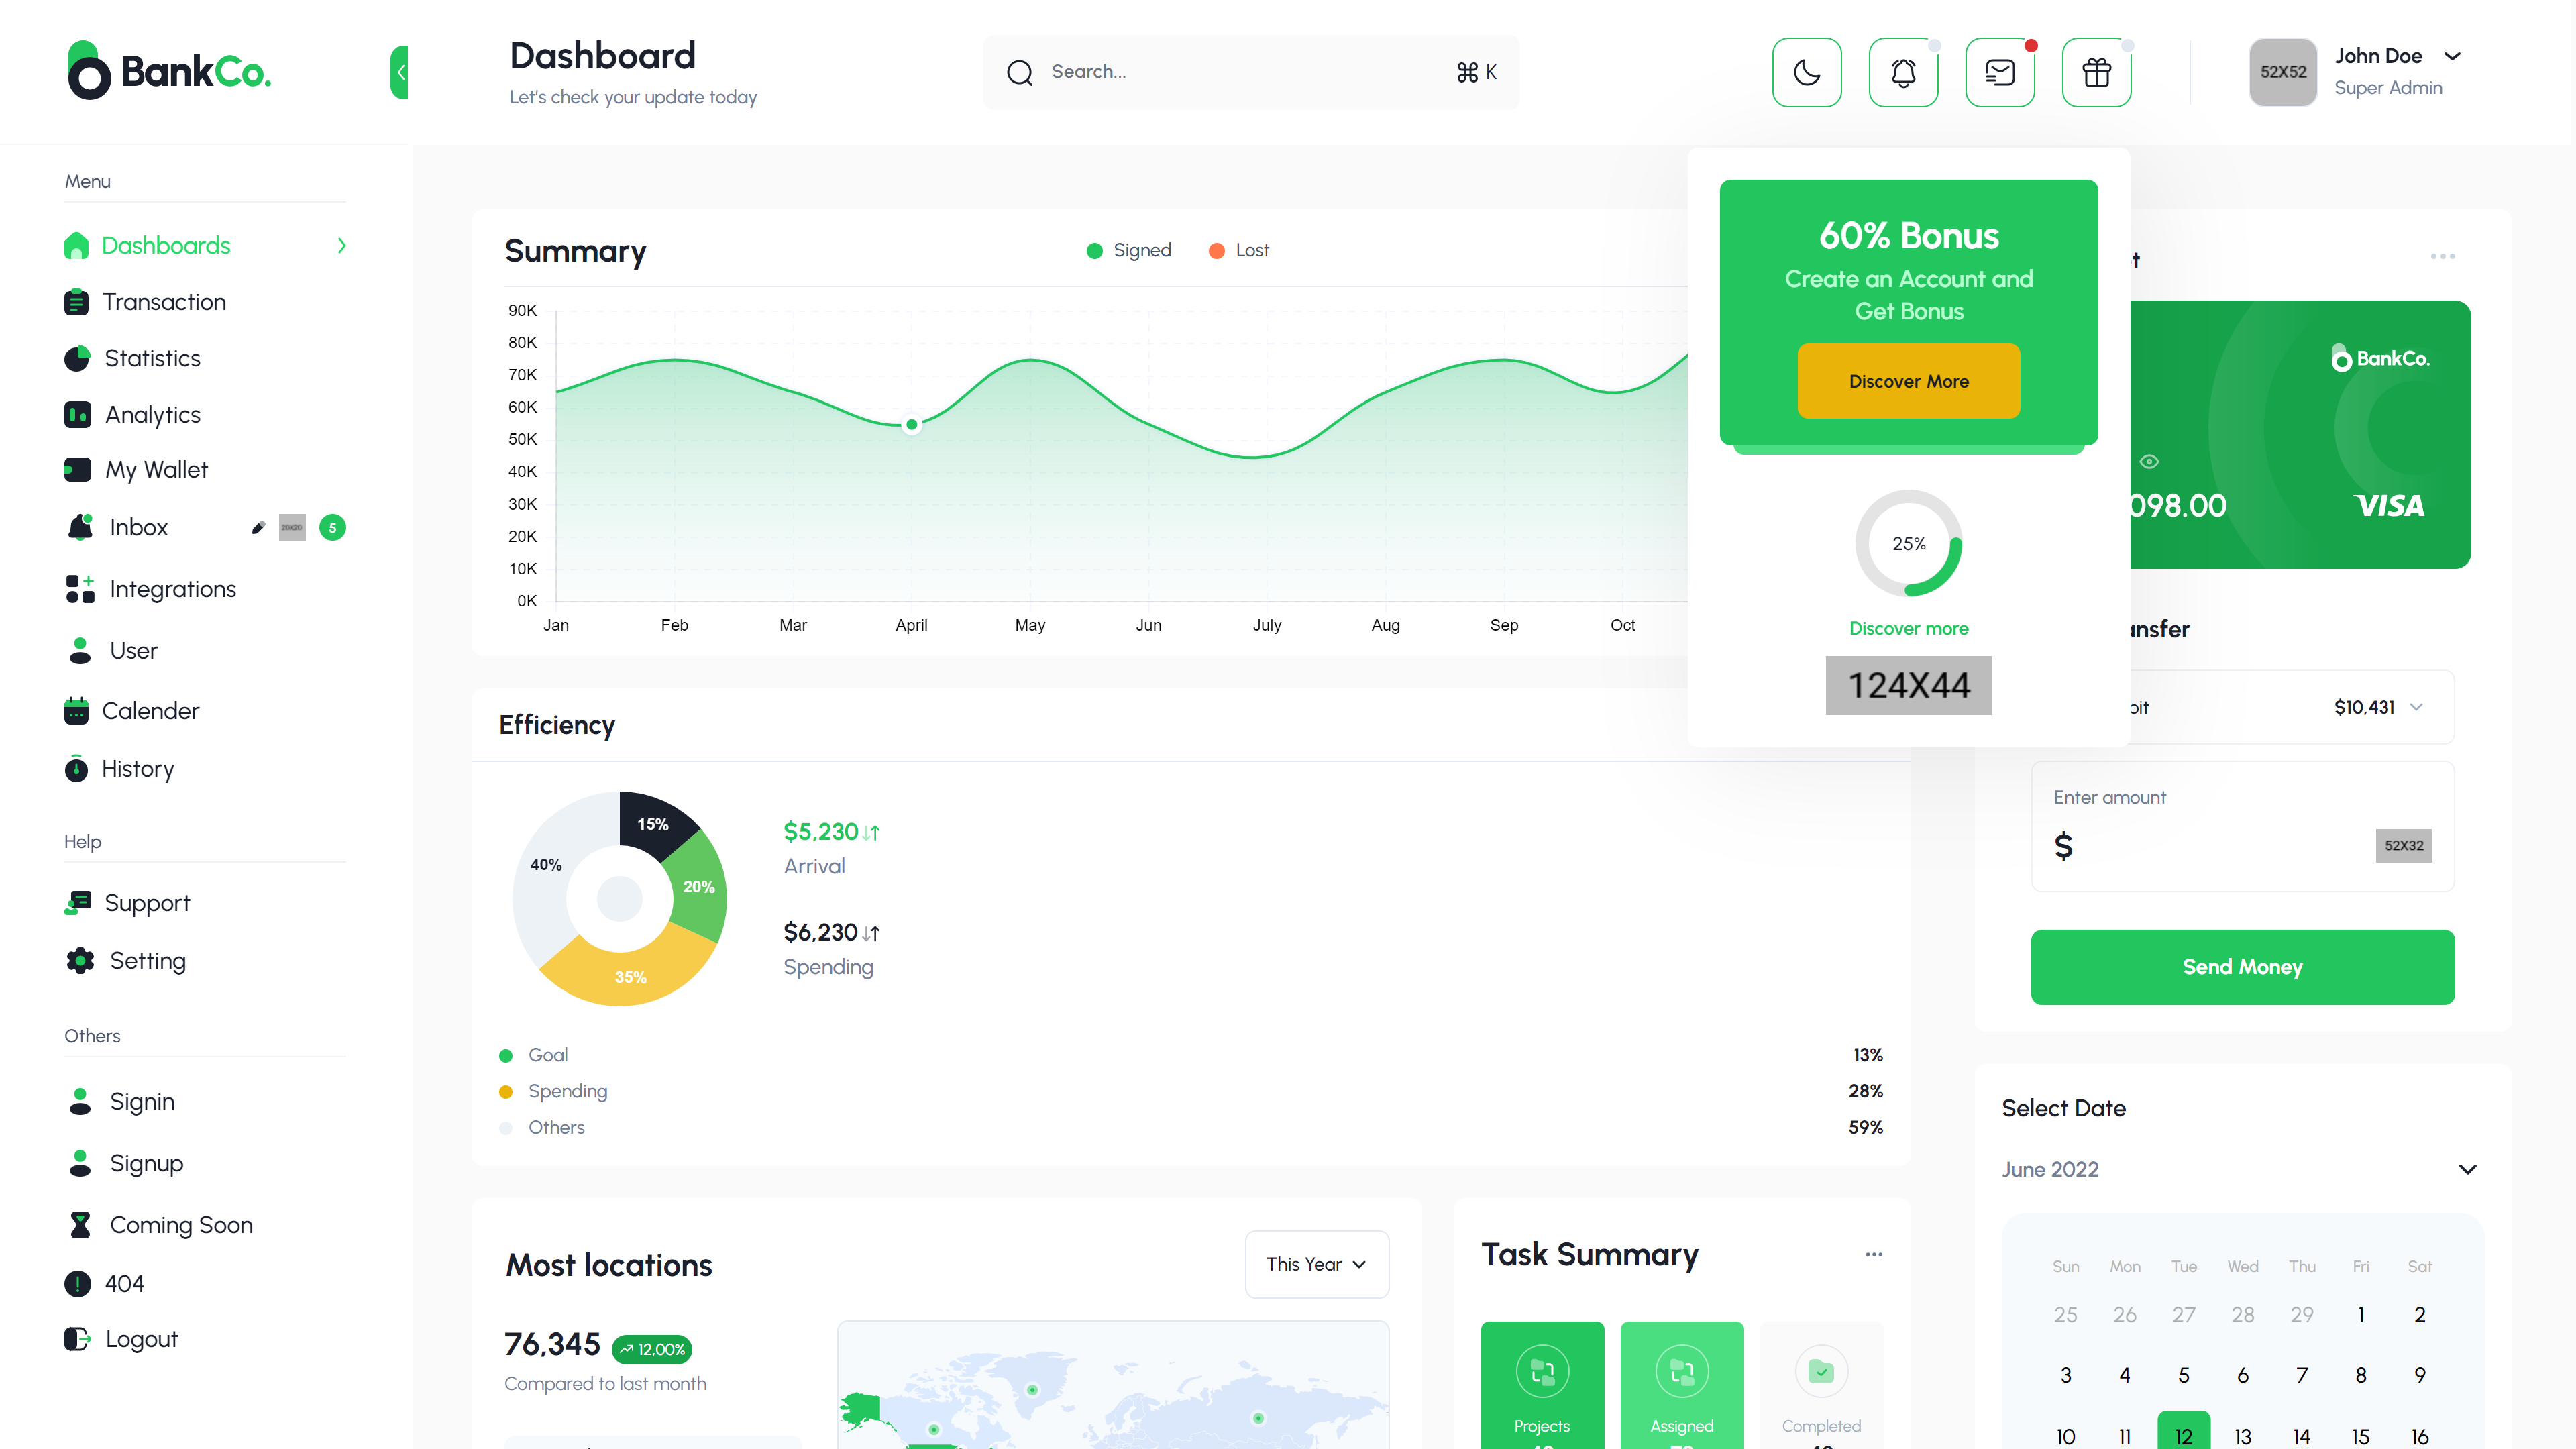 BankCo.
Dashboard
Let's check your update today
Search...
⌘ K
52X52
John Doe
Super Admin
Menu
Dashboards
Transaction
Statistics
Analytics
My Wallet
Inbox
20X20
5
Integrations
User
Calender
History
Help
Support
Setting
Others
Signin
Signup
Coming Soon
404
Logout
Summary
Signed
Lost
90K
80K
70K
60K
50K
40K
30K
20K
10K
0K
Jan Feb Mar April May Jun July Aug Sep Oct
60% Bonus
Create an Account and
Get Bonus
Discover More
25%
Discover more
124X44
BankCo.
098.00
VISA
$10,431
Enter amount
$
52X32
Send Money
Efficiency
15%
40%
20%
35%
$5,230
Arrival
$6,230
Spending
Goal 13%
Spending 28%
Others 59%
Most locations
This Year
76,345
12,00%
Compared to last month
Task Summary
Projects
Assigned
Completed
Select Date
June 2022
Sun Mon Tue Wed Thu Fri Sat
25 26 27 28 29 1 2
3 4 5 6 7 8 9
10 11 12 13 14 15 16